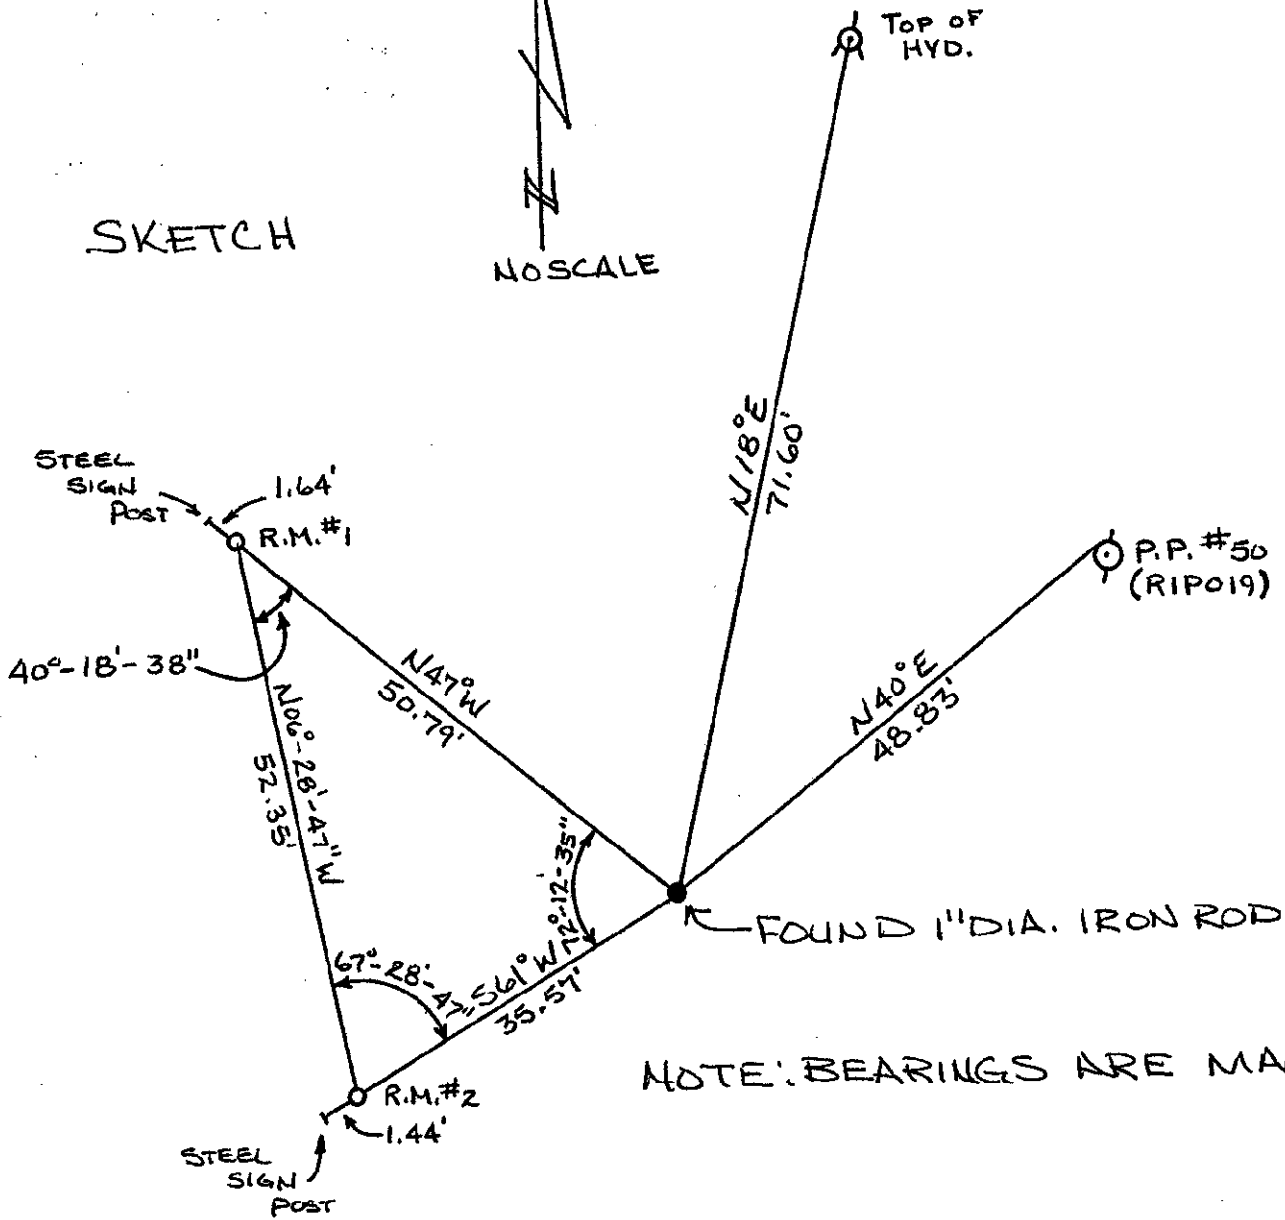 TOP OF
HYD.
SKETCH
N
NO SCALE
N18°E
71.60'
STEEL
SIGN
POST
1.64'
R.M.#1
P.P.#50
(RIP019)
40°-18'-38"
N47°W
50.79'
N40°E
48.83'
N06°-28'-47"W
52.35'
72°-12'-35"
FOUND 1"DIA. IRON ROD
67°-28'-47"
S61°W
35.57'
NOTE: BEARINGS ARE MA
R.M.#2
1.44'
STEEL
SIGN
POST